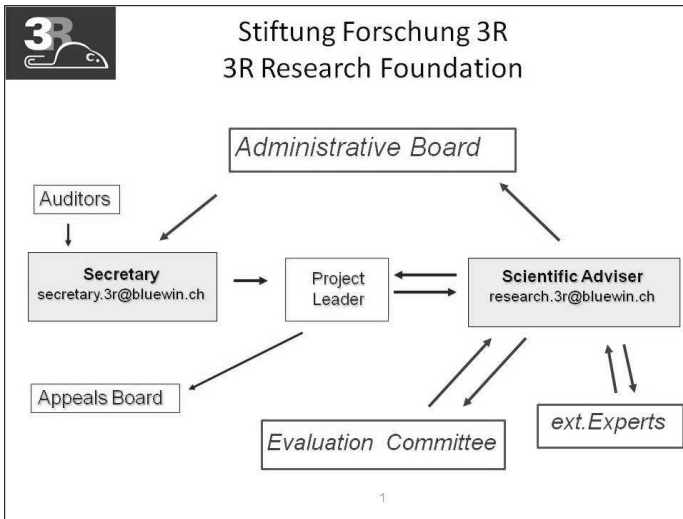 3R
Stiftung Forschung 3R
3R Research Foundation
Administrative Board
Auditors
Secretary
secretary.3r@bluewin.ch
Project
Leader
Scientific Adviser
research.3r@bluewin.ch
Appeals Board
Evaluation Committee
ext.Experts
1